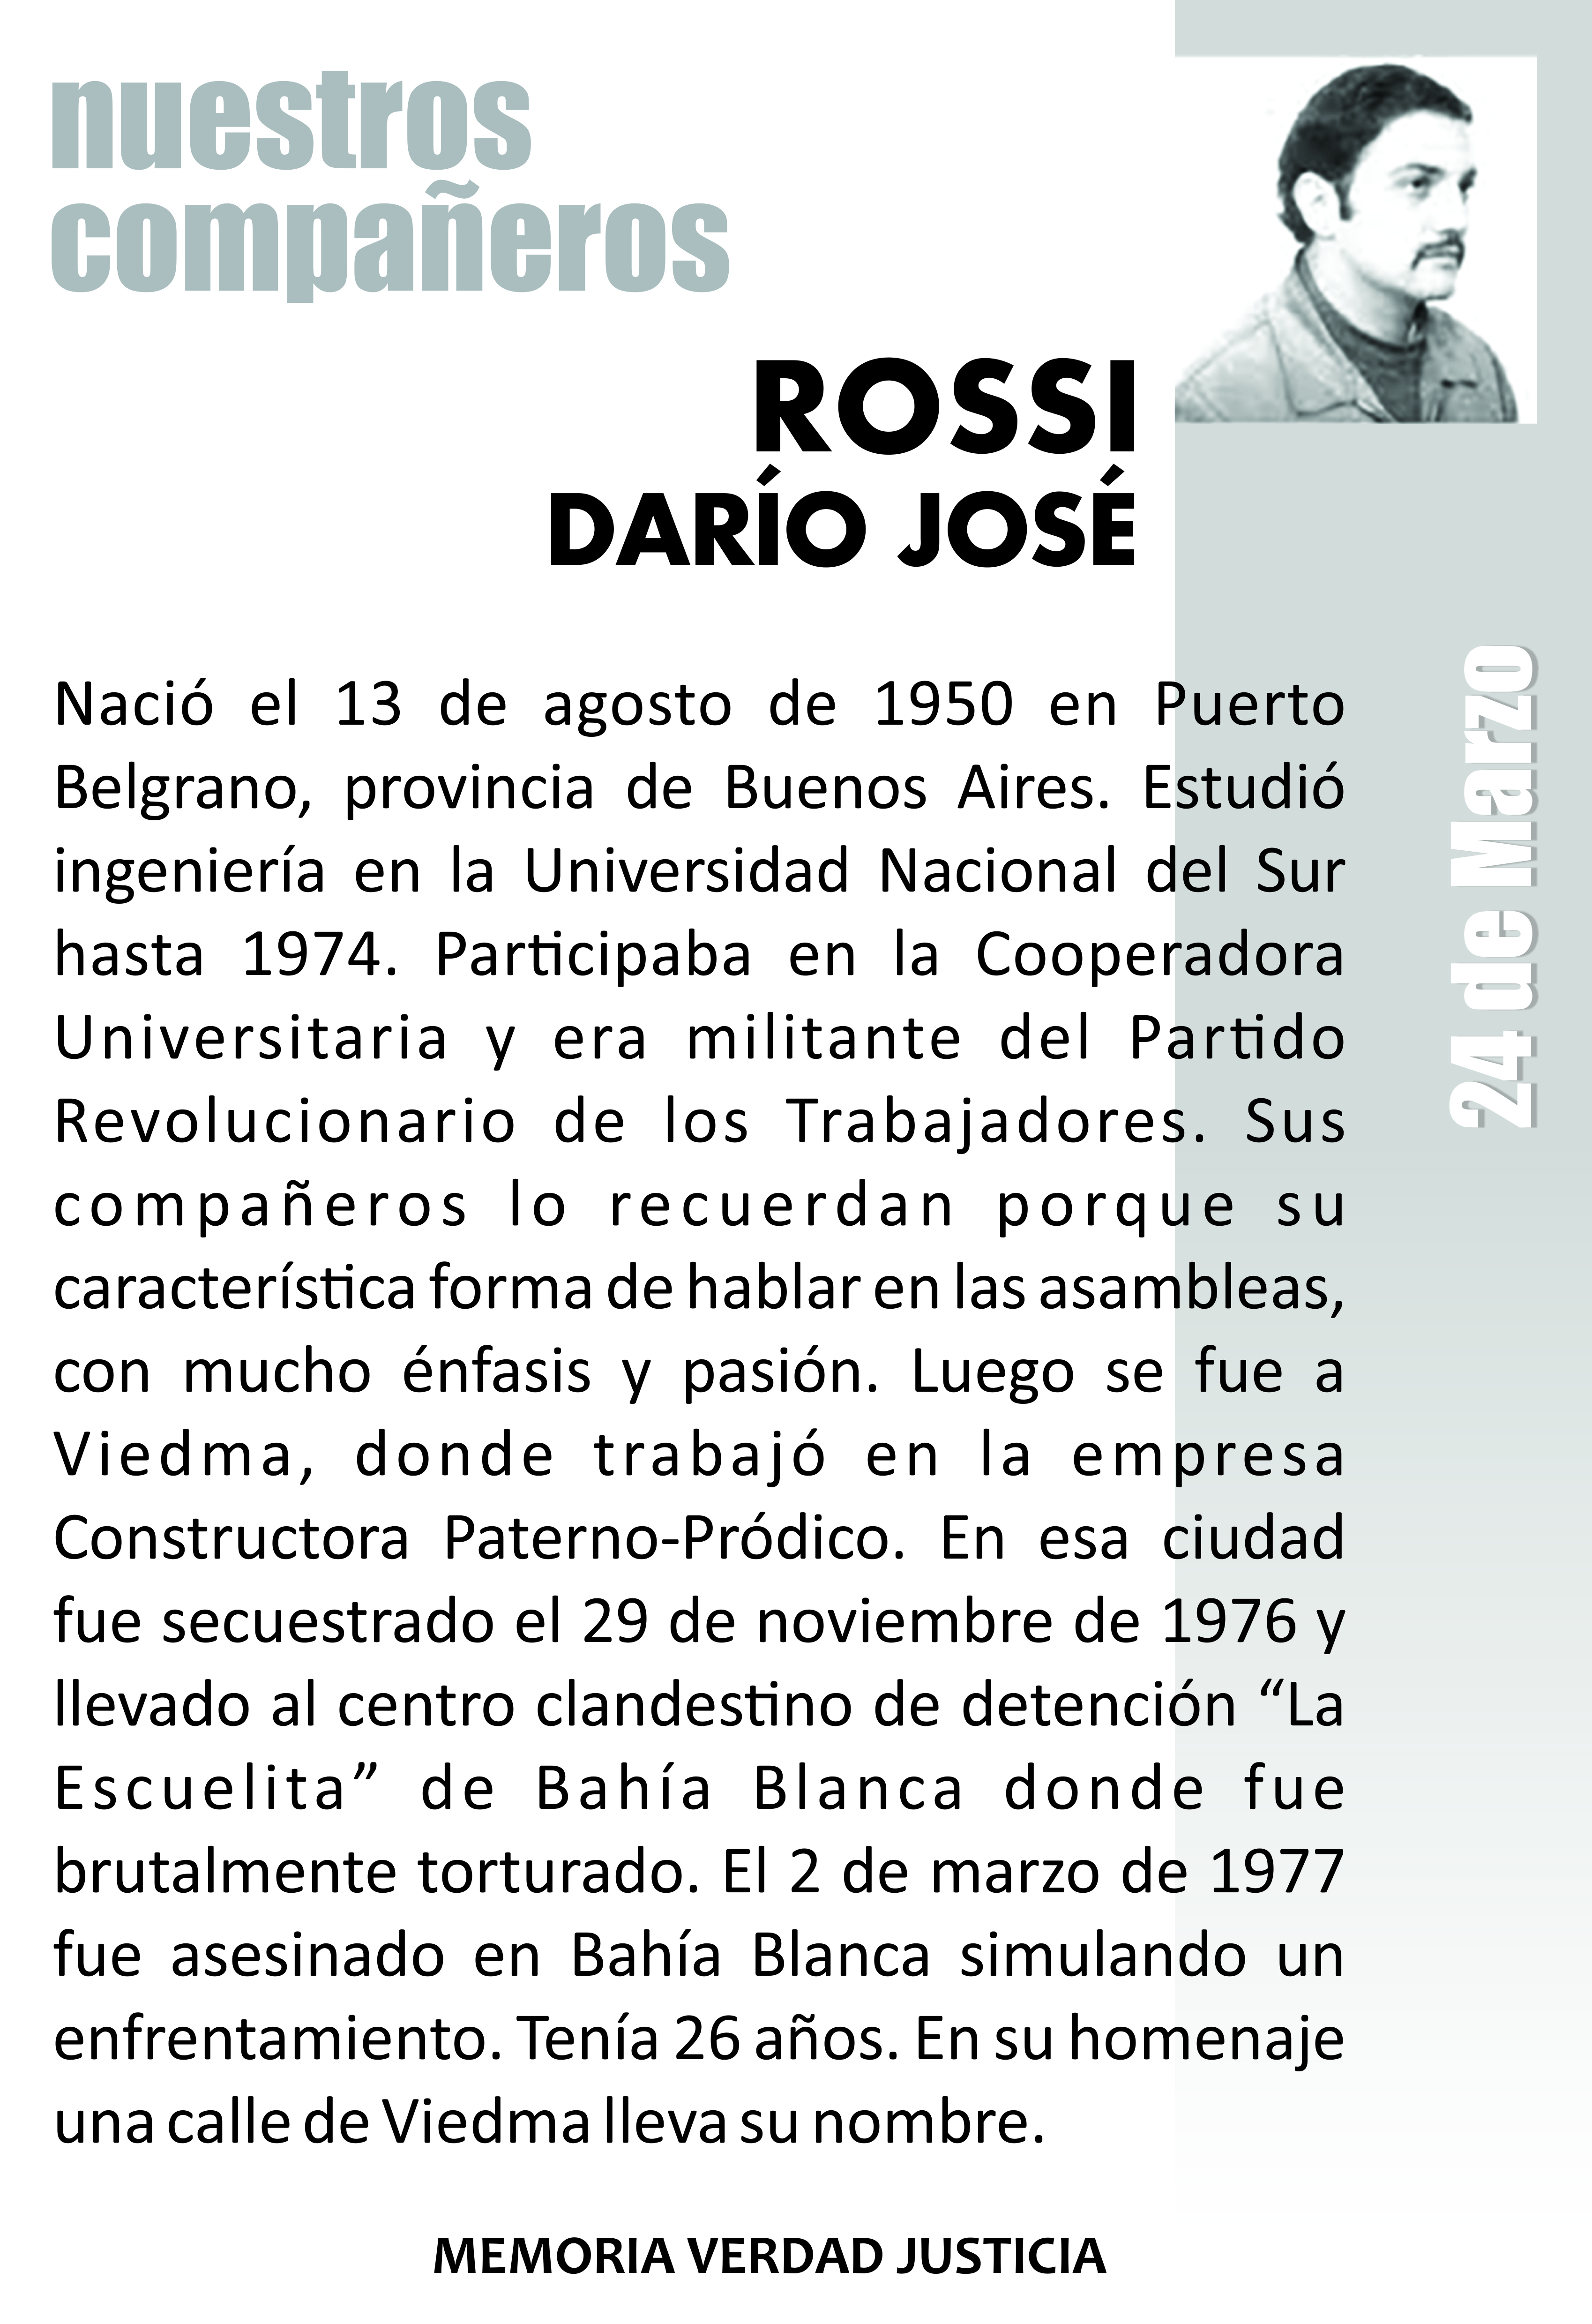 nuestros
compañeros
ROSSI
DARÍO JOSÉ
Nació el 13 de agosto de 1950 en Puerto
Belgrano, provincia de Buenos Aires. Estudió
ingeniería en la Universidad Nacional del Sur
hasta 1974. Participaba en la Cooperadora
Universitaria y era militante del Partido
Revolucionario de los Trabajadores. Sus
compañeros lo recuerdan porque su
característica forma de hablar en las asambleas,
con mucho énfasis y pasión. Luego se fue a
Viedma, donde trabajó en la empresa
Constructora Paterno-Pródico. En esa ciudad
fue secuestrado el 29 de noviembre de 1976 y
llevado al centro clandestino de detención “La
Escuelita” de Bahía Blanca donde fue
brutalmente torturado. El 2 de marzo de 1977
fue asesinado en Bahía Blanca simulando un
enfrentamiento. Tenía 26 años. En su homenaje
una calle de Viedma lleva su nombre.
24 de Marzo
MEMORIA VERDAD JUSTICIA